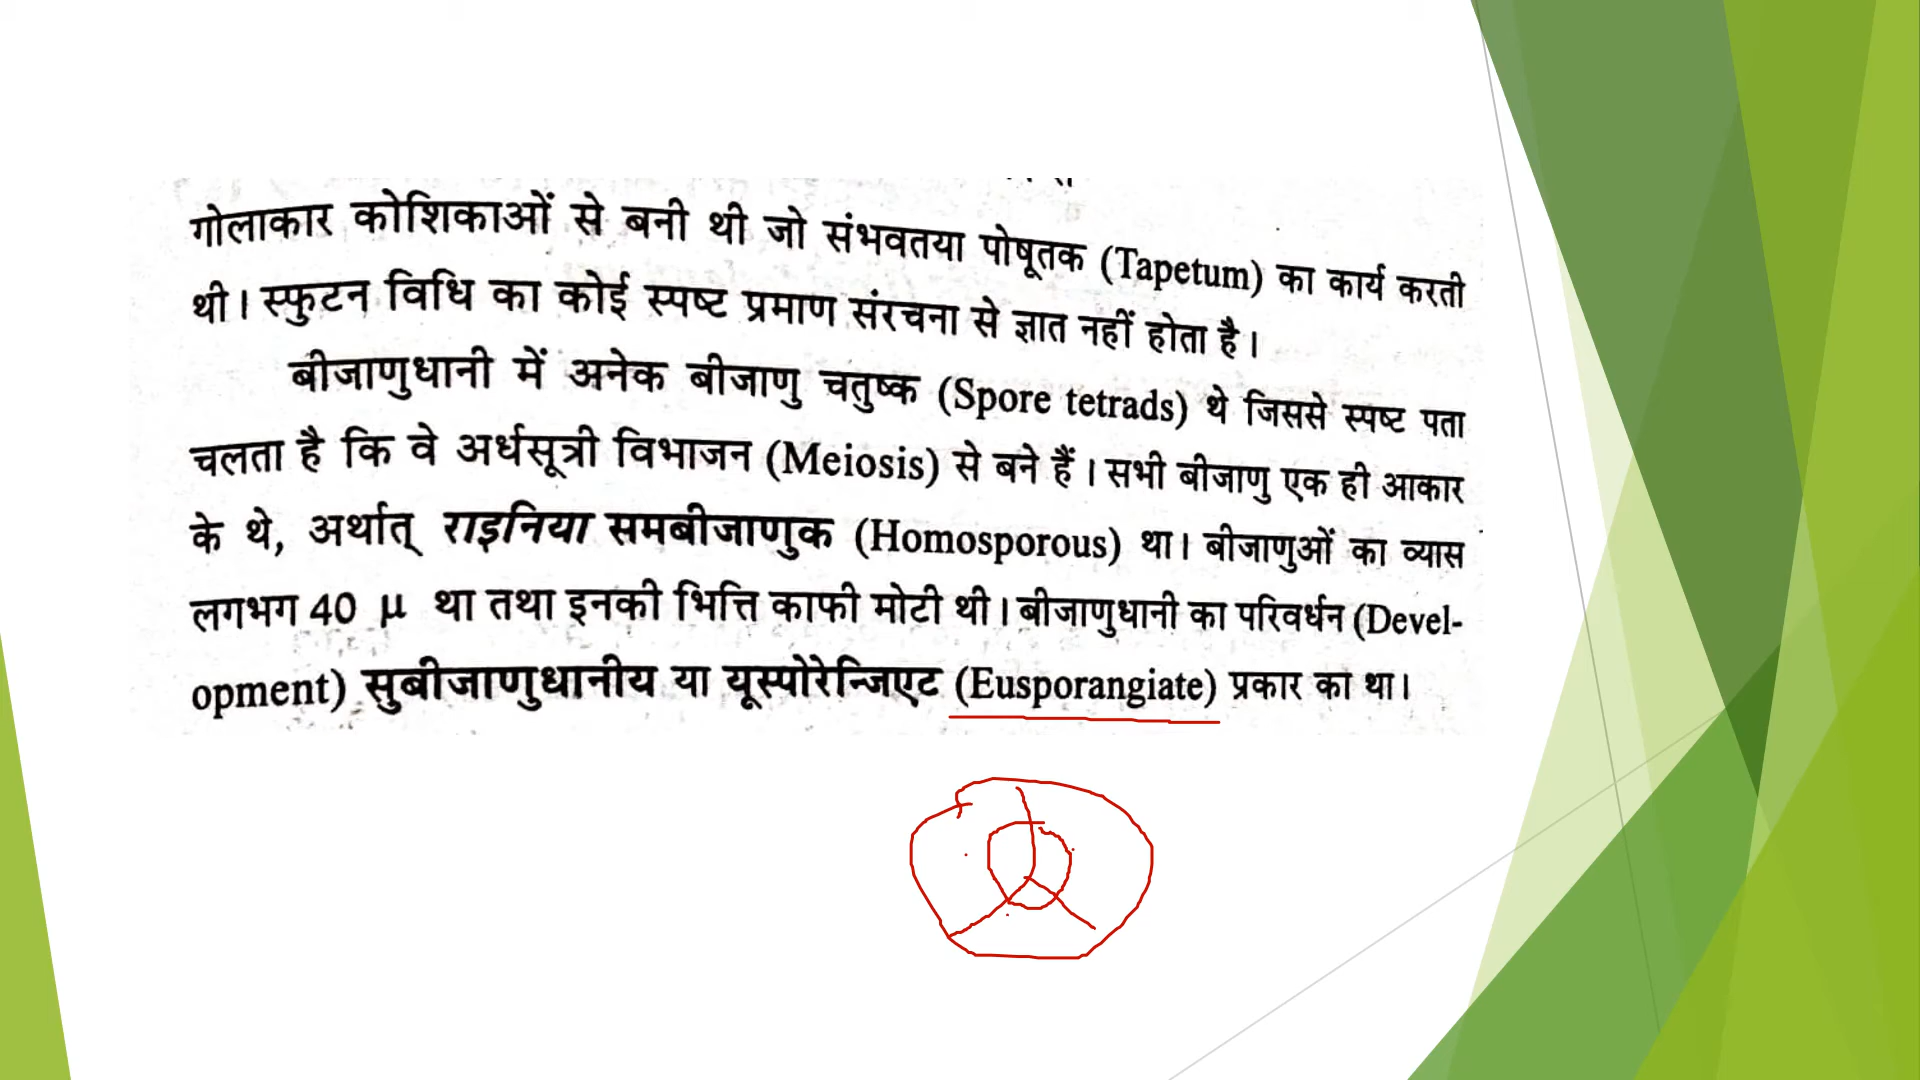 गोलाकार कोशिकाओं से बनी थी जो संभवतया पोषूतक (Tapetum) का कार्य करती
थी। स्फुटन विधि का कोई स्पष्ट प्रमाण संरचना से ज्ञात नहीं होता है।
बीजाणुधानी में अनेक बीजाणु चतुष्क (Spore tetrads) थे जिससे स्पष्ट पता
चलता है कि वे अर्धसूत्री विभाजन (Meiosis) से बने हैं। सभी बीजाणु एक ही आकार
के थे, अर्थात् राइनिया समबीजाणुक (Homosporous) था। बीजाणुओं का व्यास
लगभग 40 μ था तथा इनकी भित्ति काफी मोटी थी। बीजाणुधानी का परिवर्धन (Devel-
opment) सुबीजाणुधानीय या यूस्पोरेन्जिएट (Eusporangiate) प्रकार का था।